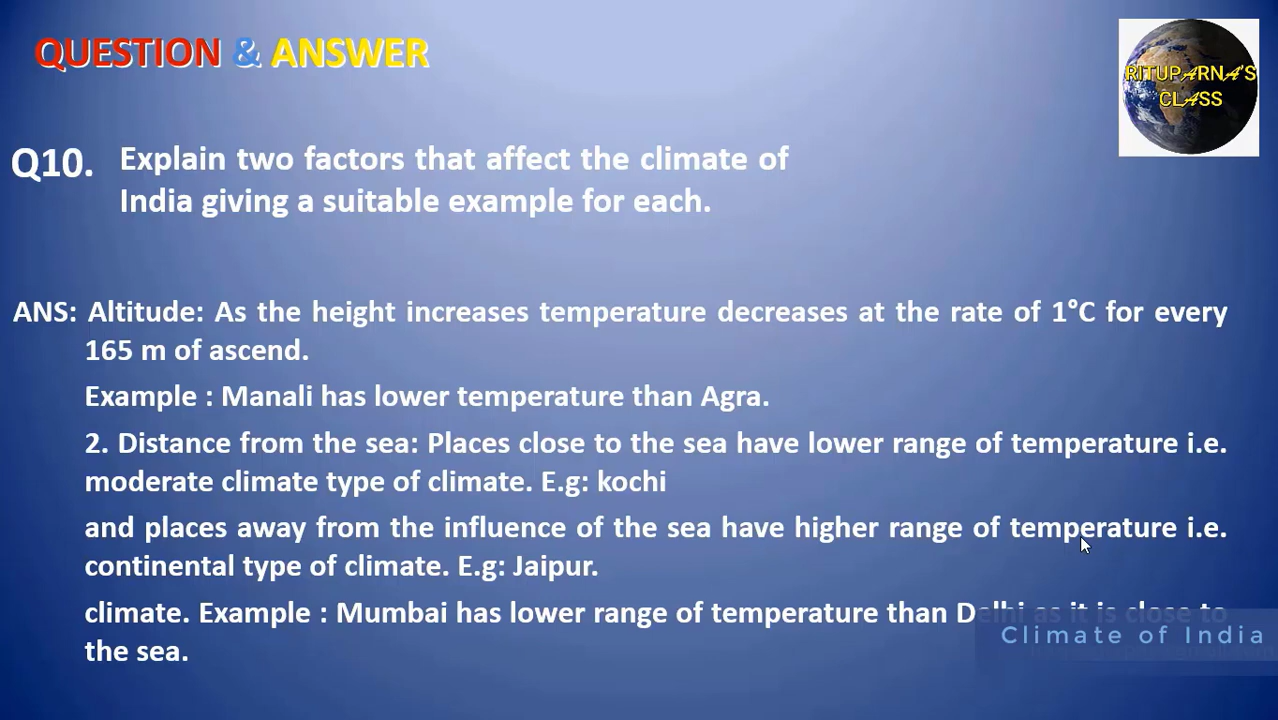 QUESTION & ANSWER
RITUPARNA'S
CLASS
Q10. Explain two factors that affect the climate of
India giving a suitable example for each.
ANS: Altitude: As the height increases temperature decreases at the rate of 1°C for every
165 m of ascend.
Example : Manali has lower temperature than Agra.
2. Distance from the sea: Places close to the sea have lower range of temperature i.e.
moderate climate type of climate. E.g: kochi
and places away from the influence of the sea have higher range of temperature i.e.
continental type of climate. E.g: Jaipur.
climate. Example : Mumbai has lower range of temperature than Delhi as it is close to
the sea.
Climate of India